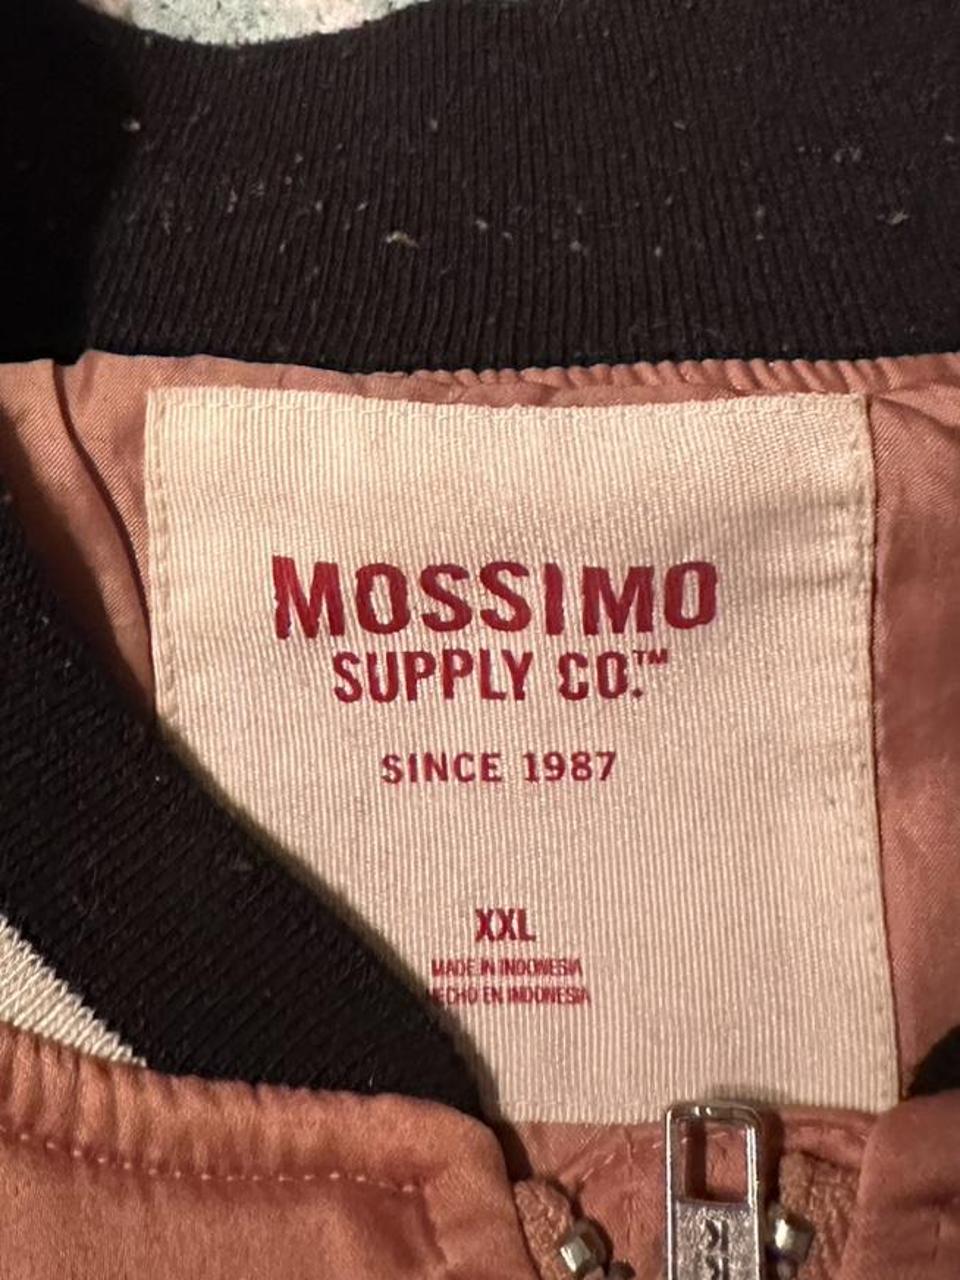 MOSSIMO
SUPPLY CO.™
SINCE 1987
XXL
MADE IN INDONESIA
HECHO EN INDONESIA